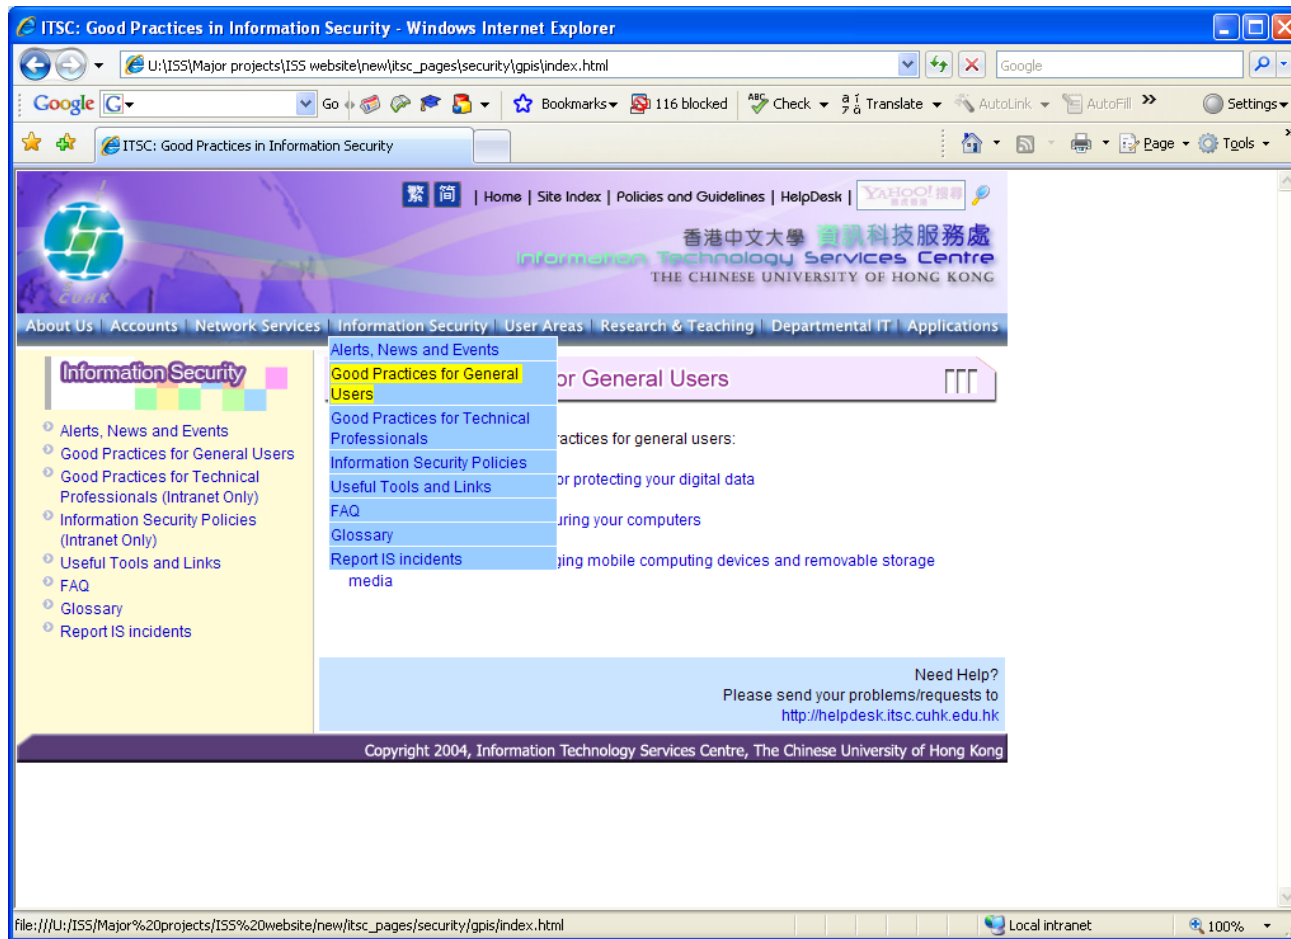 ITSC: Good Practices in Information Security - Windows Internet Explorer
U:\ISS\Major projects\ISS website\new\itsc_pages\security\gpis\index.html
Google
Google G Go Bookmarks 116 blocked ABC Check Translate AutoLink AutoFill » Settings
ITSC: Good Practices in Information Security
Page Tools »
繁 简 | Home | Site Index | Policies and Guidelines | HelpDesk | YAHOO! 搜尋
香港中文大學 資訊科技服務處
Information Technology Services Centre
THE CHINESE UNIVERSITY OF HONG KONG
CUHK
About Us | Accounts | Network Services | Information Security | User Areas | Research & Teaching | Departmental IT | Applications
Information Security
Alerts, News and Events
Good Practices for General Users
Good Practices for Technical
Professionals (Intranet Only)
Information Security Policies
(Intranet Only)
Useful Tools and Links
FAQ
Glossary
Report IS incidents
Alerts, News and Events
Good Practices for General
Users
Good Practices for Technical
Professionals
Information Security Policies
Useful Tools and Links
FAQ
Glossary
Report IS incidents
or General Users
actices for general users:
or protecting your digital data
uring your computers
ging mobile computing devices and removable storage
media
Need Help?
Please send your problems/requests to
http://helpdesk.itsc.cuhk.edu.hk
Copyright 2004, Information Technology Services Centre, The Chinese University of Hong Kong
file:///U:/ISS/Major%20projects/ISS%20website/new/itsc_pages/security/gpis/index.html
Local intranet
100%